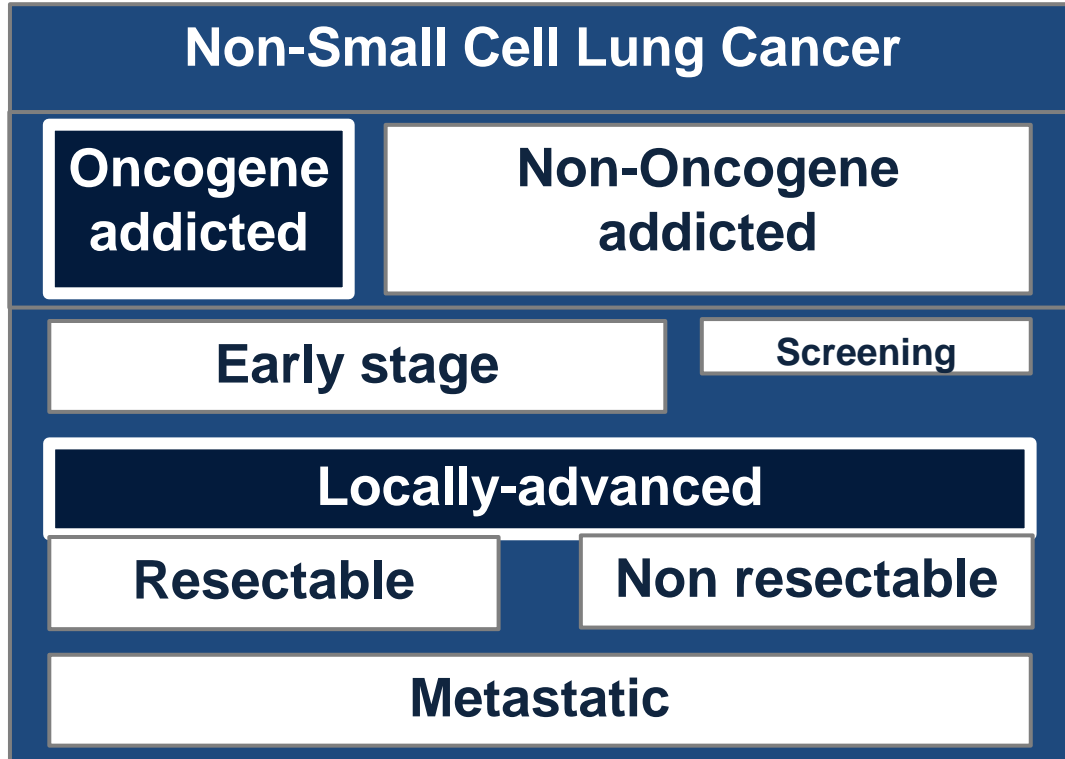 Non-Small Cell Lung Cancer
Oncogene
addicted
Non-Oncogene
addicted
Early stage
Screening
Locally-advanced
Resectable
Non resectable
Metastatic